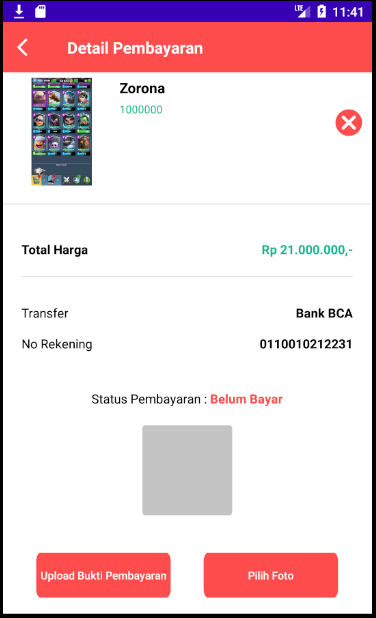 LTE 11:41
Detail Pembayaran
Zorona
1000000
Total Harga Rp 21.000.000,-
Transfer Bank BCA
No Rekening 0110010212231
Status Pembayaran : Belum Bayar
Upload Bukti Pembayaran Pilih Foto